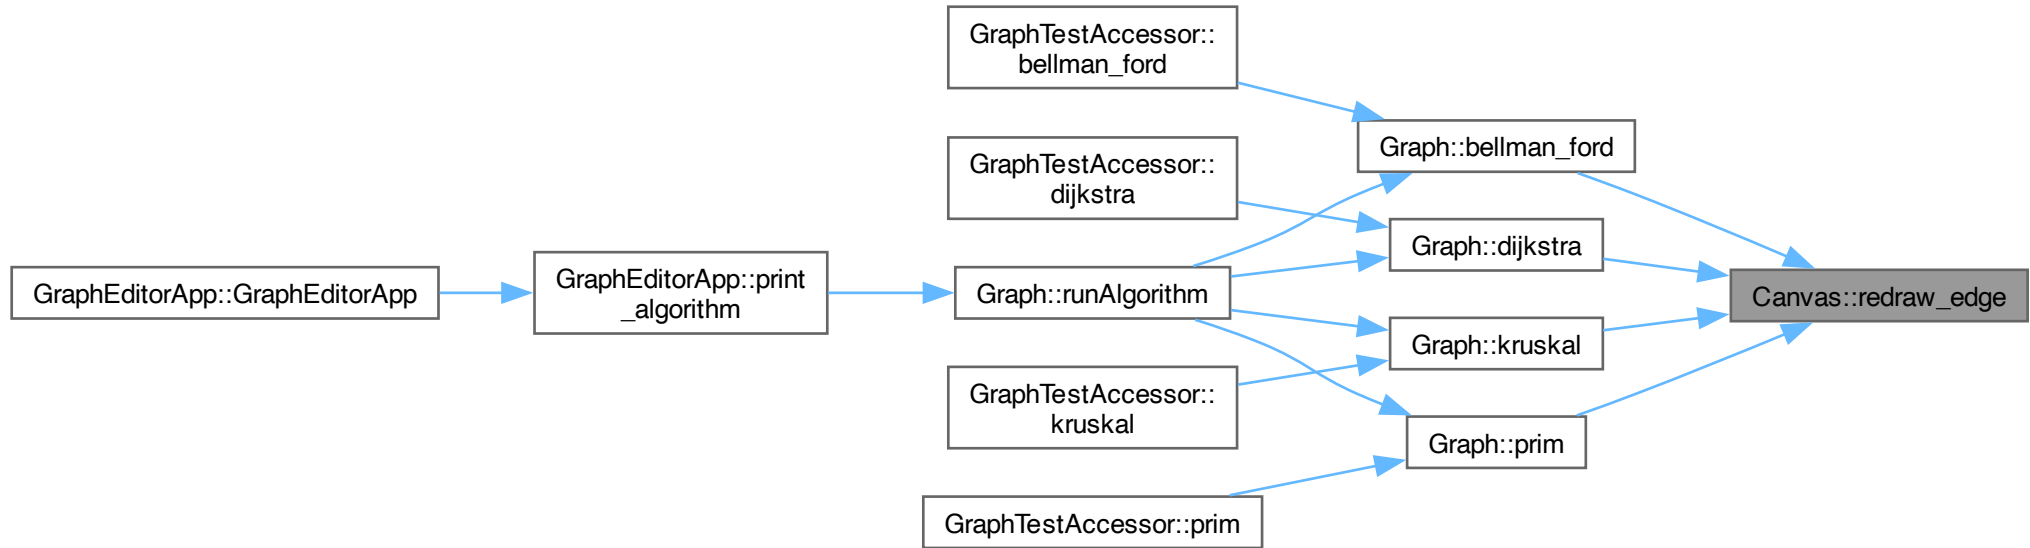 GraphTestAccessor::
bellman_ford
Graph::bellman_ford
GraphTestAccessor::
dijkstra
Graph::dijkstra
GraphEditorApp::GraphEditorApp
GraphEditorApp::print
_algorithm
Graph::runAlgorithm
Canvas::redraw_edge
Graph::kruskal
GraphTestAccessor::
kruskal
Graph::prim
GraphTestAccessor::prim